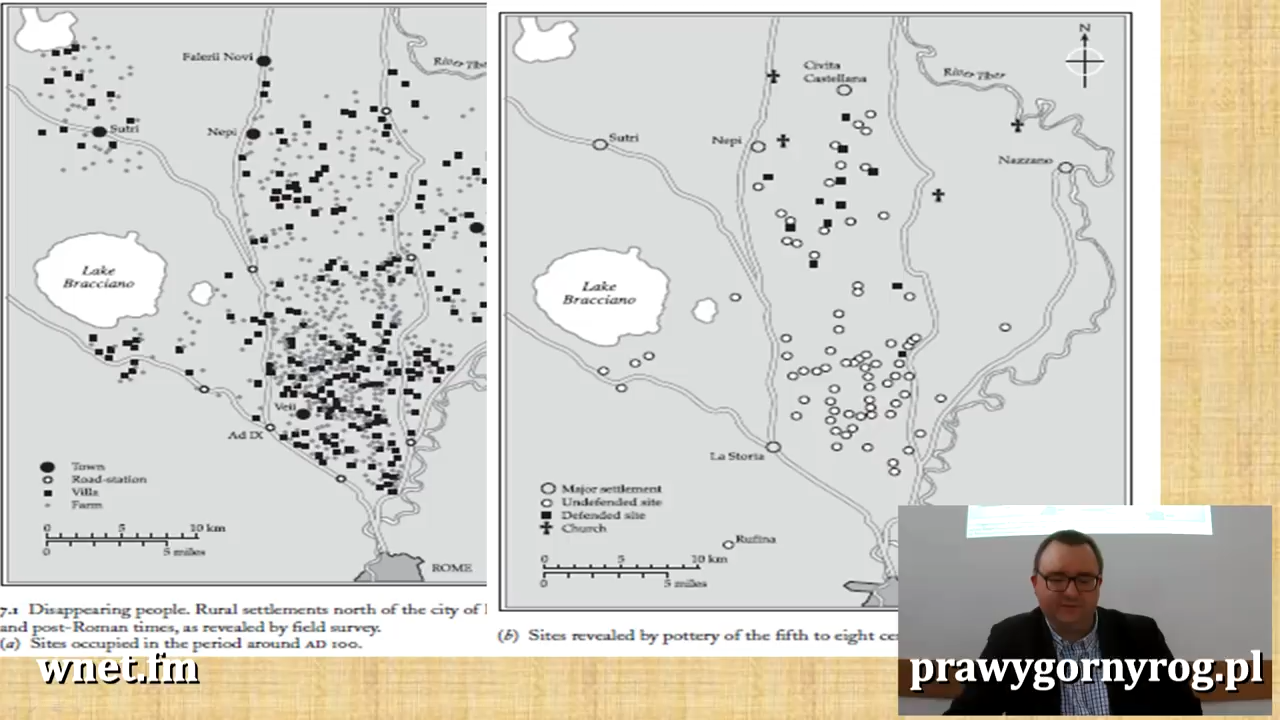 Falerii Novi
River Tiber
Nepi
Sutri
Lake
Bracciano
Veii
Ad IX
Town
Road-station
Villa
Farm
0 5 10 km
0 5 miles
ROME
7.1 Disappearing people. Rural settlements north of the city of
and post-Roman times, as revealed by field survey.
(a) Sites occupied in the period around AD 100.
N
Civita
Castellana
River Tiber
Sutri
Nepi
Nazzano
Lake
Bracciano
La Storta
Major settlement
Undefended site
Defended site
Church
0 5 10 km
0 5 miles
Rufina
(b) Sites revealed by pottery of the fifth to eight cen
wnet.fm
prawygornyrog.pl